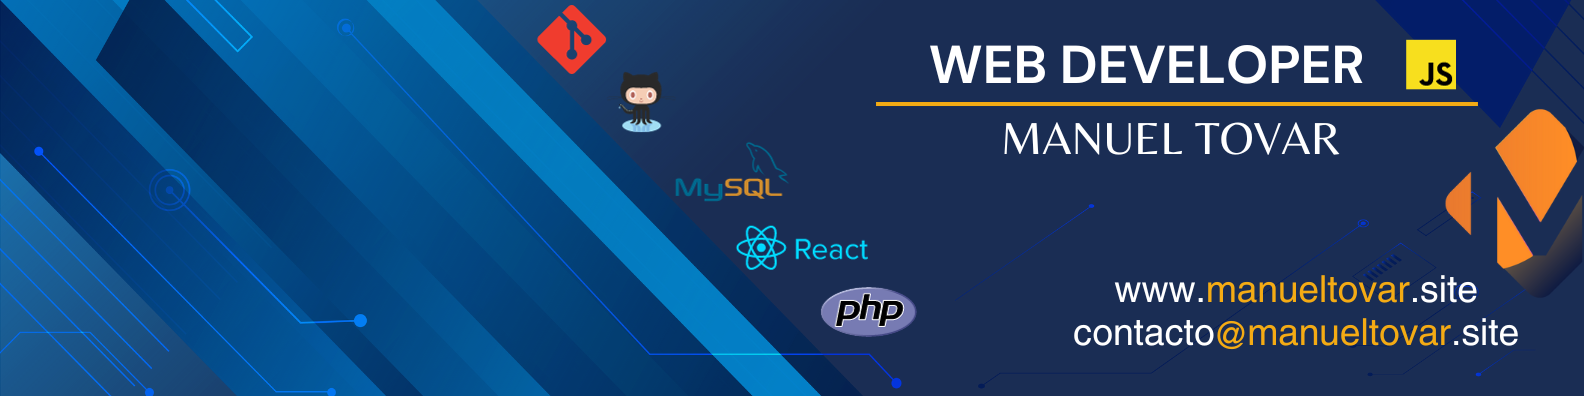 WEB DEVELOPER
JS
MANUEL TOVAR
MySQL
React
php
www.manueltovar.site
contacto@manueltovar.site